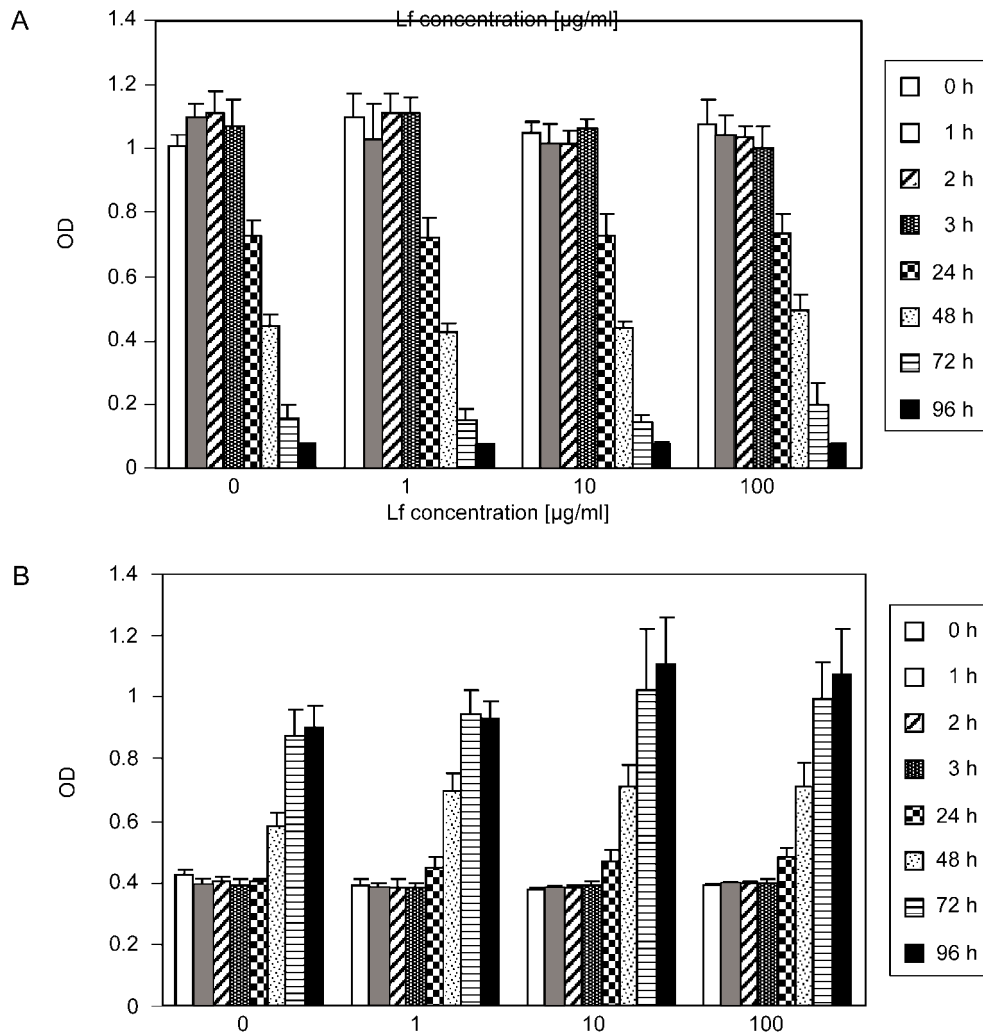 A
Lf concentration [µg/ml]
1.4
1.2
1
0.8
0.6
0.4
0.2
0
OD
0 1 10 100
Lf concentration [µg/ml]
0 h
1 h
2 h
3 h
24 h
48 h
72 h
96 h
B
1.4
1.2
1
0.8
0.6
0.4
0.2
0
OD
0 1 10 100
0 h
1 h
2 h
3 h
24 h
48 h
72 h
96 h